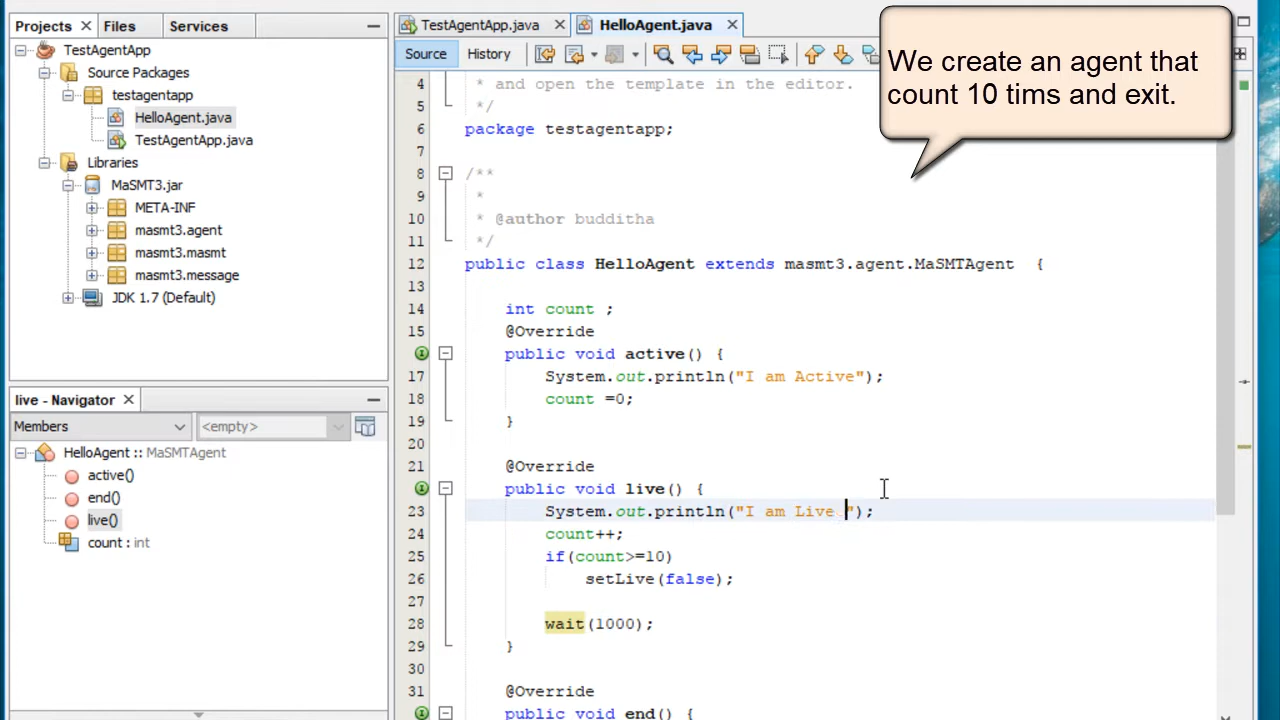 Projects
Files
Services
TestAgentApp
Source Packages
testagentapp
HelloAgent.java
TestAgentApp.java
Libraries
MaSMT3.jar
META-INF
masmt3.agent
masmt3.masmt
masmt3.message
JDK 1.7 (Default)
live - Navigator
Members
<empty>
HelloAgent :: MaSMTAgent
active()
end()
live()
count : int
TestAgentApp.java
HelloAgent.java
Source
History
We create an agent that
count 10 tims and exit.
4 * and open the template in the editor.
5 */
6 package testagentapp;
7
8 /**
9 *
10 * @author budditha
11 */
12 public class HelloAgent extends masmt3.agent.MaSMTAgent {
13
14 int count ;
15 @Override
public void active() {
17 System.out.println("I am Active");
18 count =0;
19 }
20
21 @Override
public void live() {
23 System.out.println("I am Live ");
24 count++;
25 if(count>=10)
26 setLive(false);
27
28 wait(1000);
29 }
30
31 @Override
public void end() {